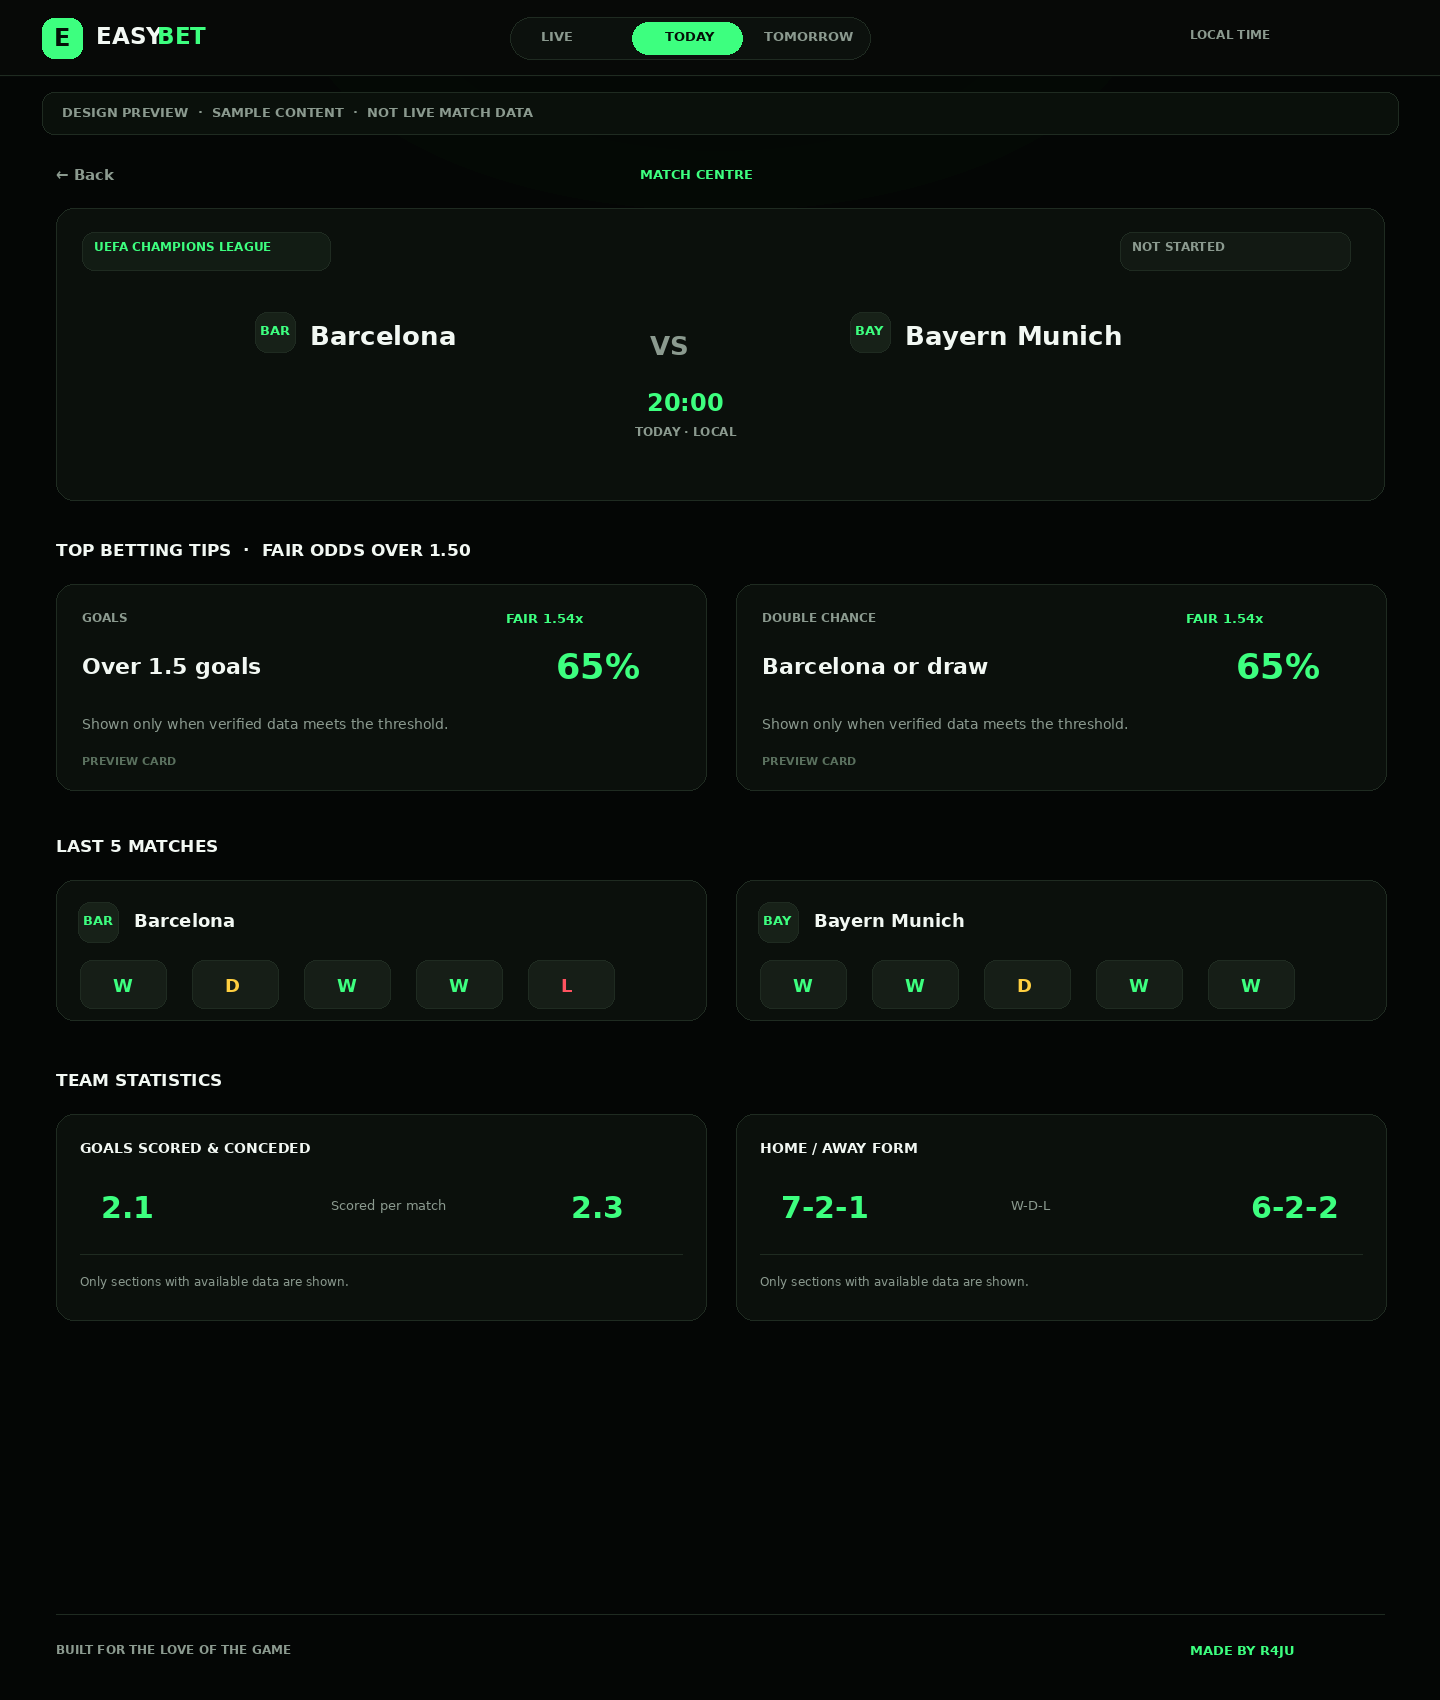 E EASYBET LIVE TODAY TOMORROW LOCAL TIME
DESIGN PREVIEW · SAMPLE CONTENT · NOT LIVE MATCH DATA
← Back MATCH CENTRE
UEFA CHAMPIONS LEAGUE NOT STARTED
BAR Barcelona VS BAY Bayern Munich
20:00
TODAY · LOCAL
TOP BETTING TIPS · FAIR ODDS OVER 1.50
GOALS FAIR 1.54x
Over 1.5 goals 65%
Shown only when verified data meets the threshold.
PREVIEW CARD
DOUBLE CHANCE FAIR 1.54x
Barcelona or draw 65%
Shown only when verified data meets the threshold.
PREVIEW CARD
LAST 5 MATCHES
BAR Barcelona
W D W W L
BAY Bayern Munich
W W D W W
TEAM STATISTICS
GOALS SCORED & CONCEDED
2.1 Scored per match 2.3
Only sections with available data are shown.
HOME / AWAY FORM
7-2-1 W-D-L 6-2-2
Only sections with available data are shown.
BUILT FOR THE LOVE OF THE GAME MADE BY R4JU